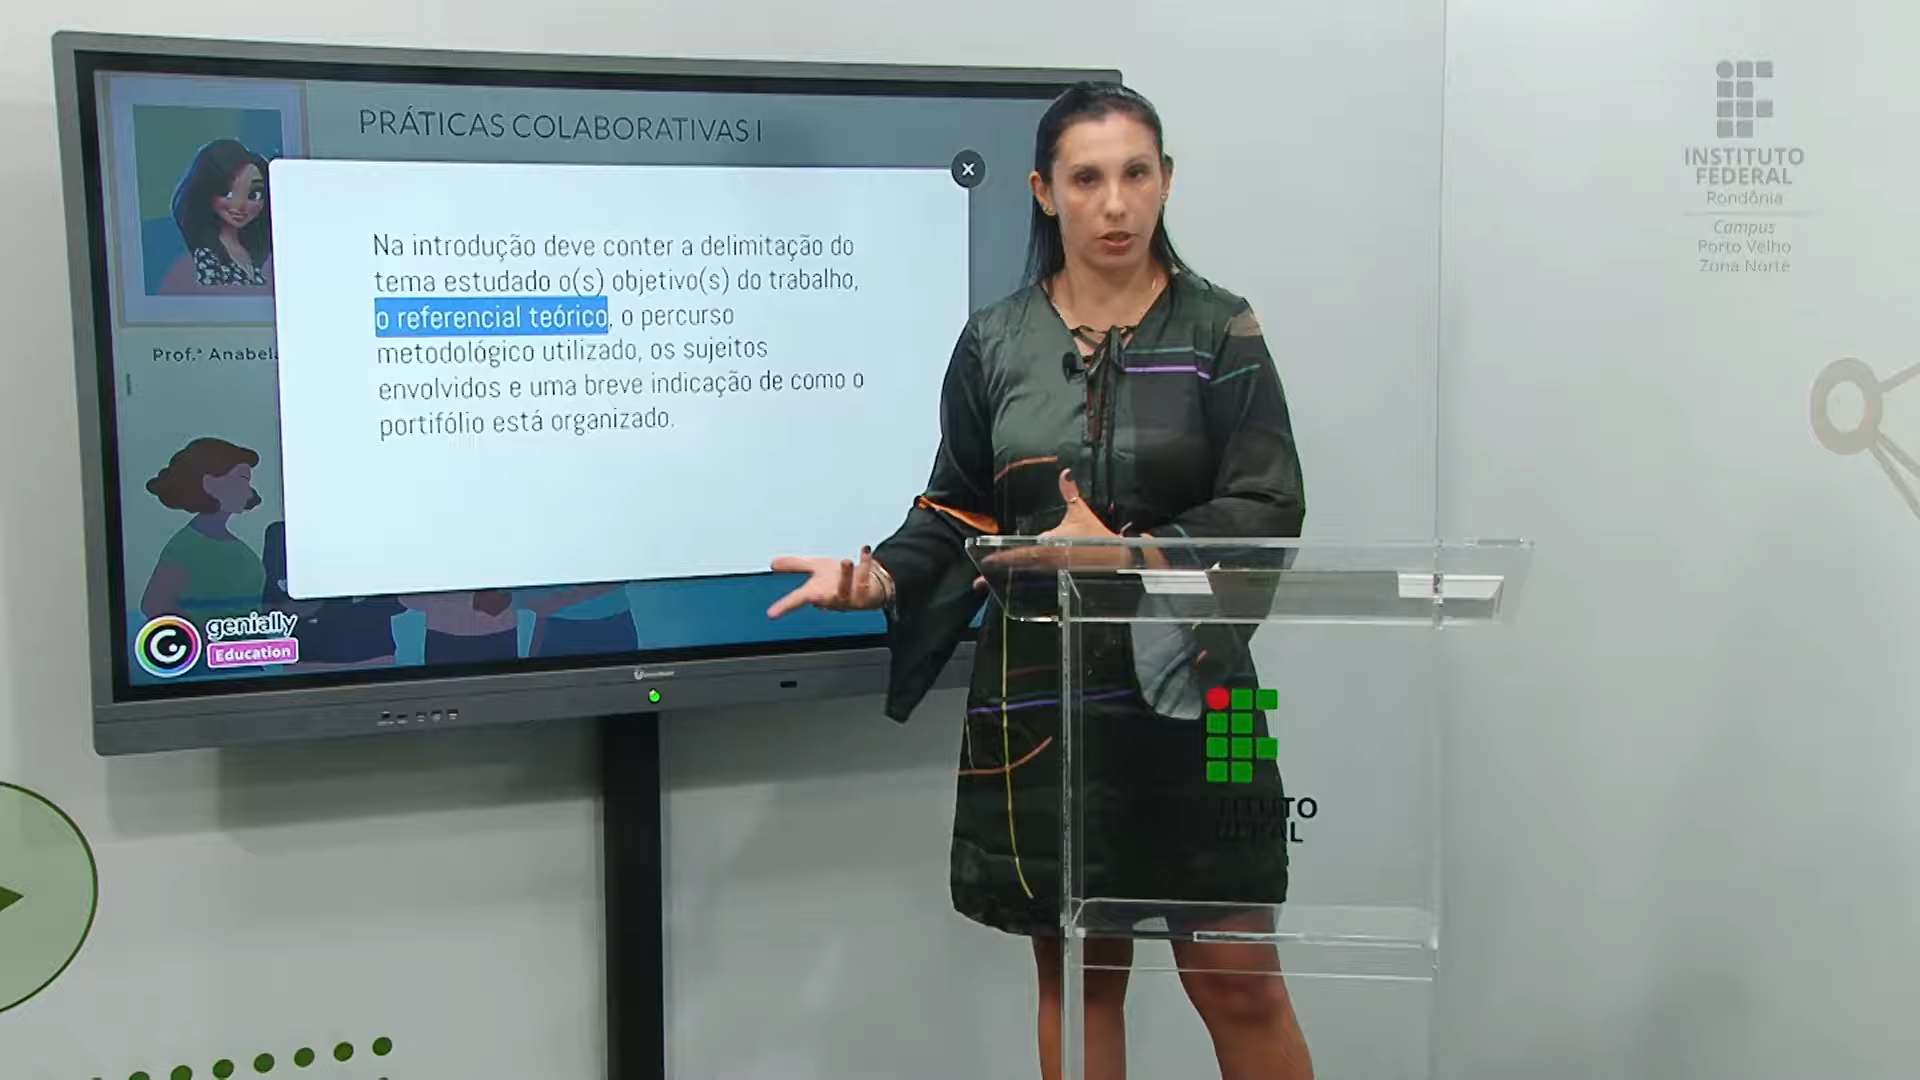 PRÁTICAS COLABORATIVAS I
Na introdução deve conter a delimitação do
tema estudado o(s) objetivo(s) do trabalho,
o referencial teórico, o percurso
metodológico utilizado, os sujeitos
envolvidos e uma breve indicação de como o
portifólio está organizado.
Prof.ª Anabela
genially
Education
INSTITUTO
FEDERAL
Rondônia
Campus
Porto Velho
Zona Norte